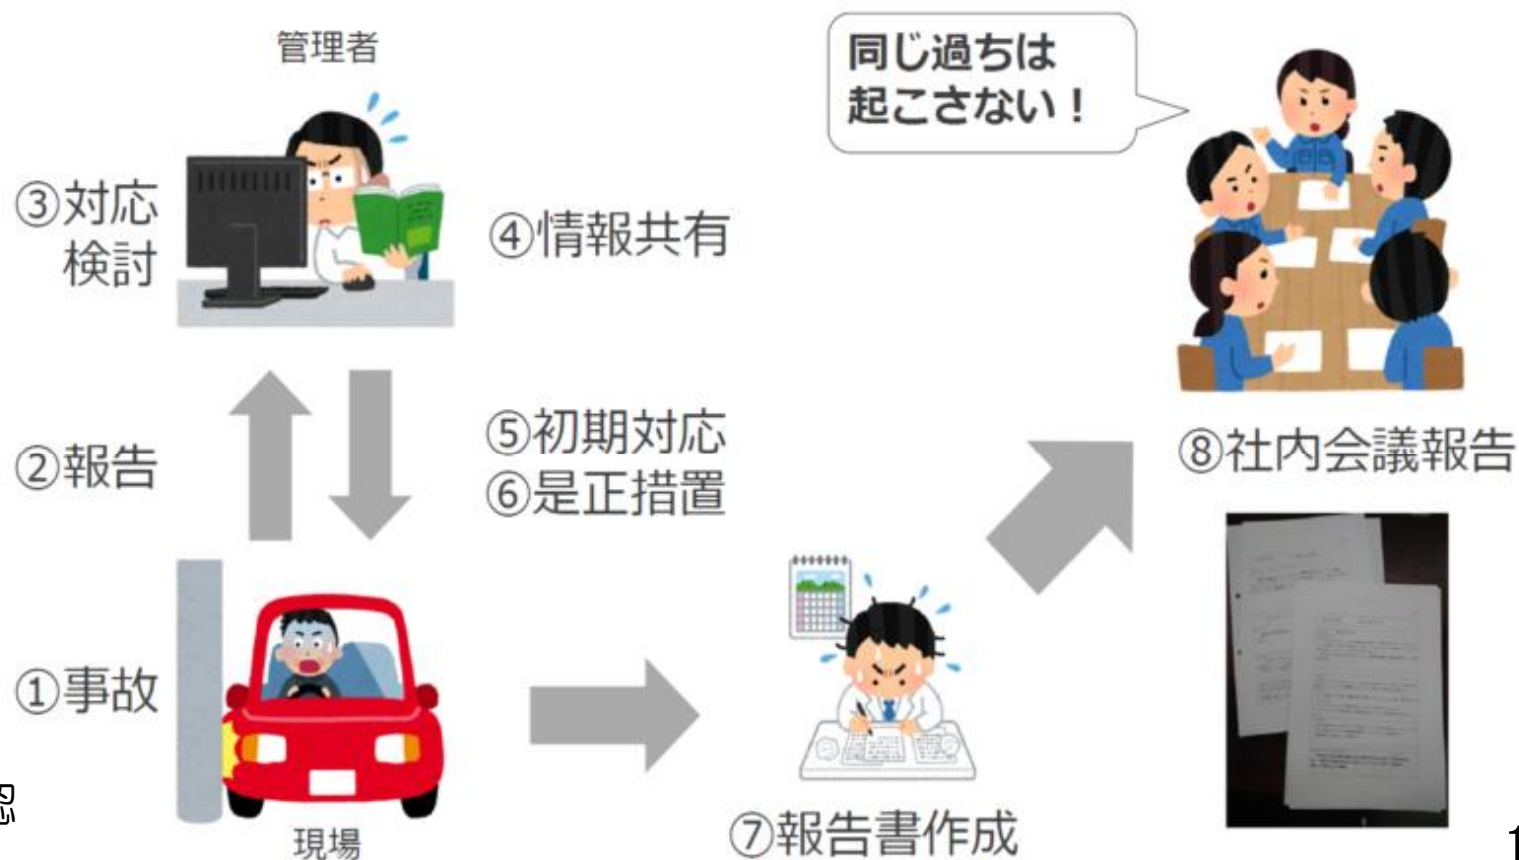 管理者
同じ過ちは
起こさない！
③対応
検討
④情報共有
②報告
⑤初期対応
⑥是正措置
⑧社内会議報告
①事故
現場
⑦報告書作成
認
1